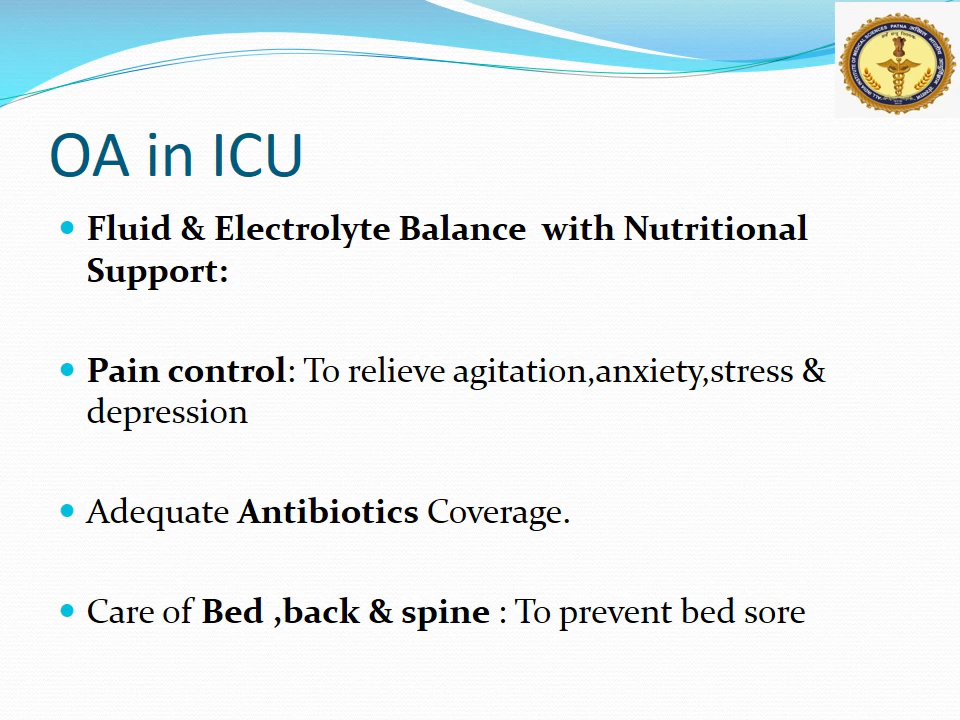 OA in ICU
Fluid & Electrolyte Balance  with Nutritional
Support:
Pain control: To relieve agitation,anxiety,stress &
depression
Adequate Antibiotics Coverage.
Care of Bed ,back & spine : To prevent bed sore